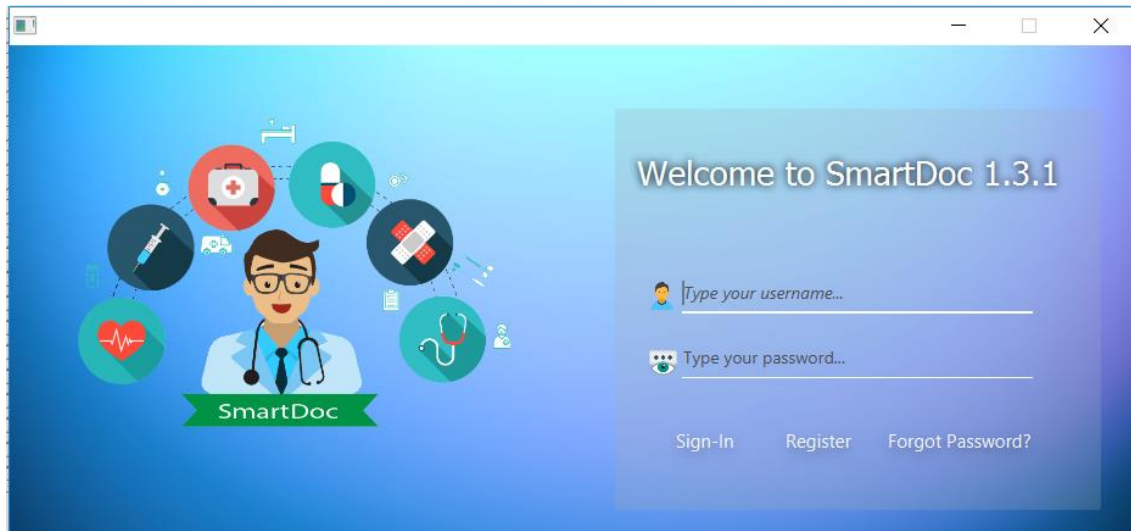 SmartDoc
Welcome to SmartDoc 1.3.1
Type your username...
Type your password...
Sign-In Register Forgot Password?